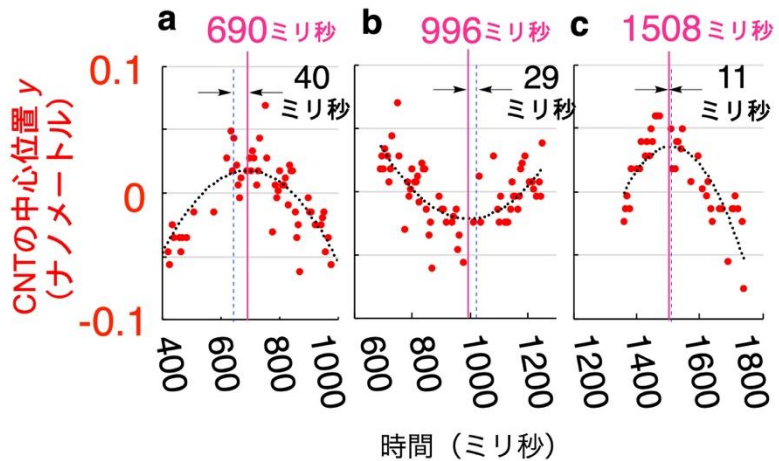 a
690ミリ秒
b
996ミリ秒
c
1508ミリ秒
CNTの中心位置 y
(ナノメートル)
0.1
0
-0.1
40
ミリ秒
29
ミリ秒
11
ミリ秒
400
600
800
1000
600
800
1000
1200
1200
1400
1600
1800
時間（ミリ秒）